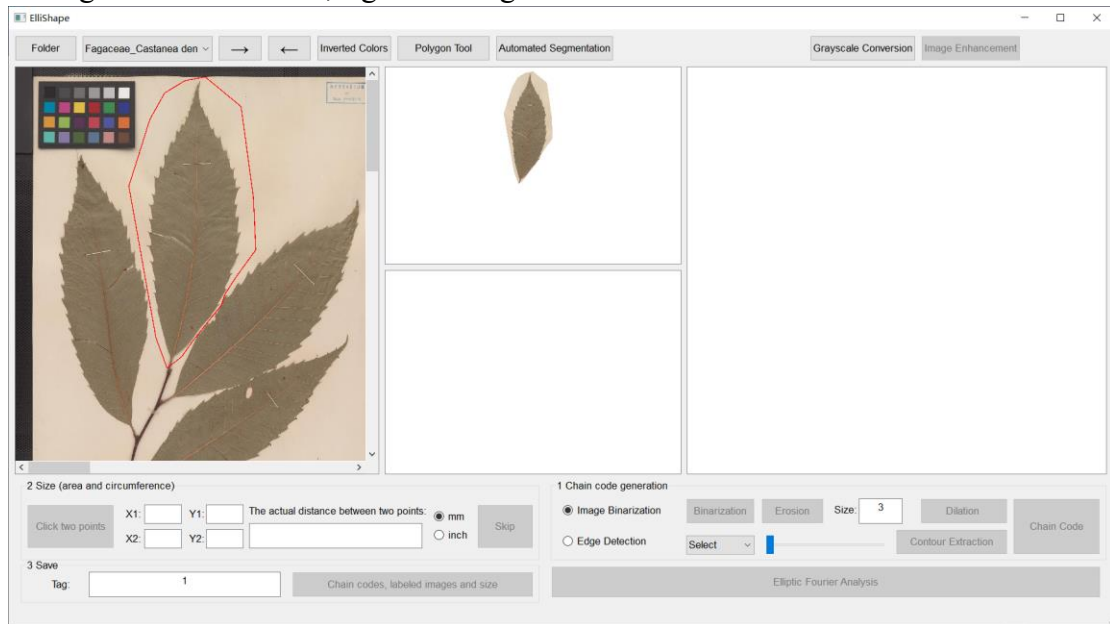 ElliShape
Folder Fagaceae_Castanea den → ← Inverted Colors Polygon Tool Automated Segmentation Grayscale Conversion Image Enhancement
2 Size (area and circumference)
Click two points X1: Y1: The actual distance between two points: mm Skip
X2: Y2: inch
1 Chain code generation
Image Binarization Binarization Erosion Size: 3 Dilation Chain Code
Edge Detection Select Contour Extraction
3 Save
Tag: 1 Chain codes, labeled images and size
Elliptic Fourier Analysis